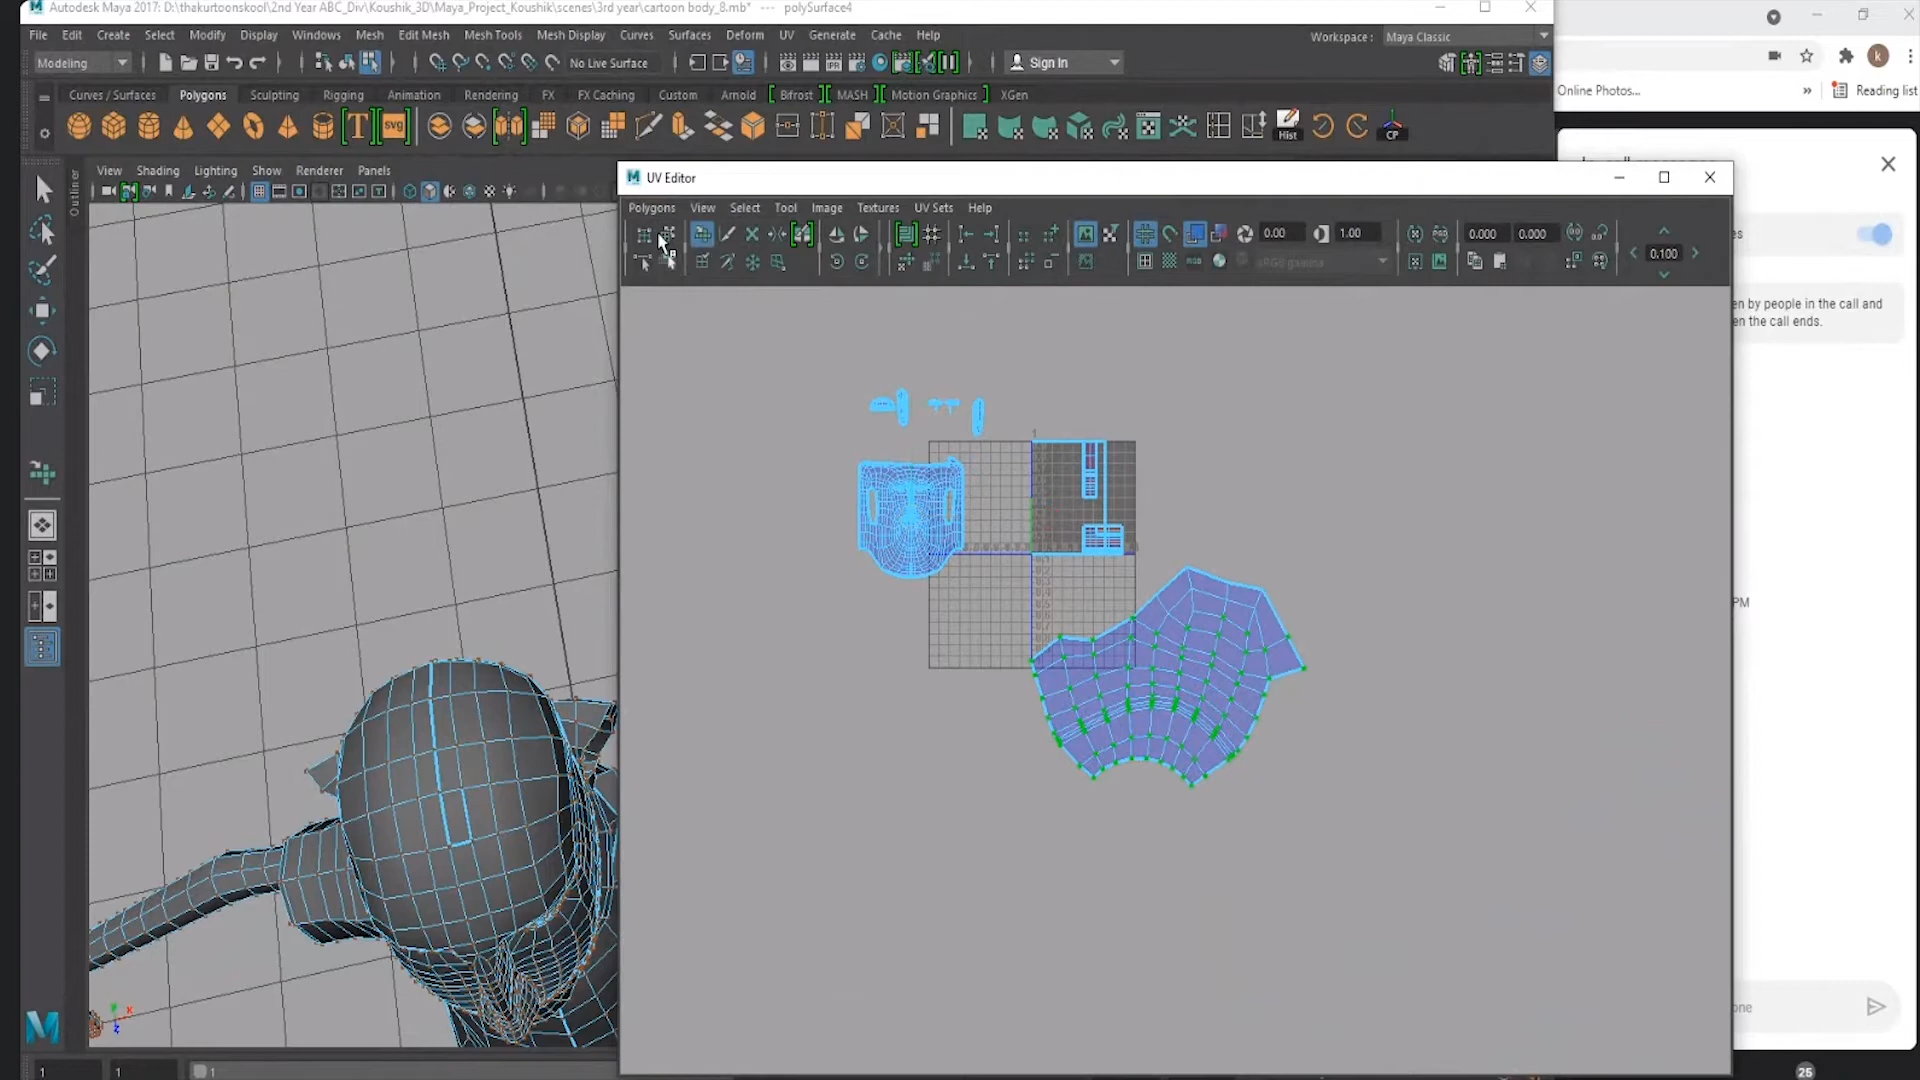 Autodesk Maya 2017: D:\thakurtoonskool\2nd Year ABC_Div\Koushik_3D\Maya_Project_Koushik\scenes\3rd year\cartoon body_8.mb* --- polySurface4
File Edit Create Select Modify Display Windows Mesh Edit Mesh Mesh Tools Mesh Display Curves Surfaces Deform UV Generate Cache Help
Workspace : Maya Classic
Modeling No Live Surface Sign In
Curves / Surfaces Polygons Sculpting Rigging Animation Rendering FX FX Caching Custom Arnold Bifrost MASH Motion Graphics XGen
T svg Hist CP
Online Photos... » Reading list
View Shading Lighting Show Renderer Panels
Outliner
UV Editor
Polygons View Select Tool Image Textures UV Sets Help
0.00 1.00 0.000 0.000
0.100
en by people in the call and
en the call ends.
PM
one
1 1 1
25